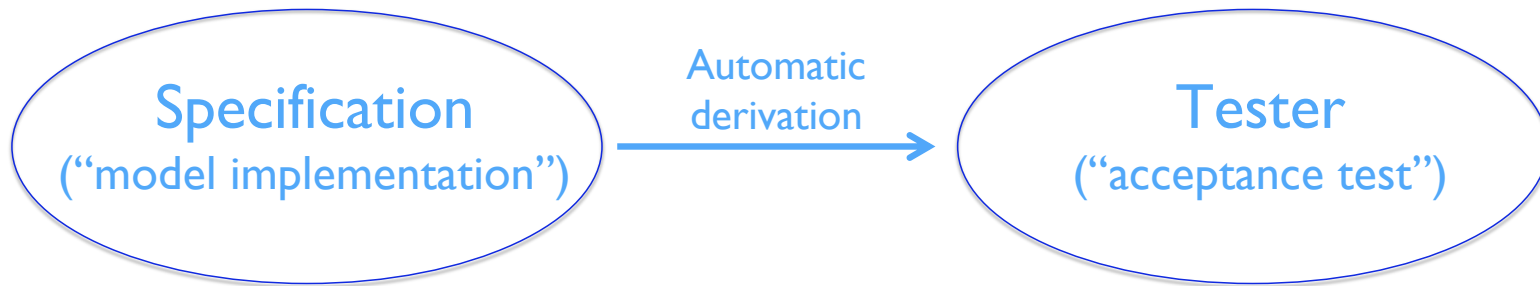 Specification
(“model implementation”)
Automatic
derivation
Tester
(“acceptance test”)